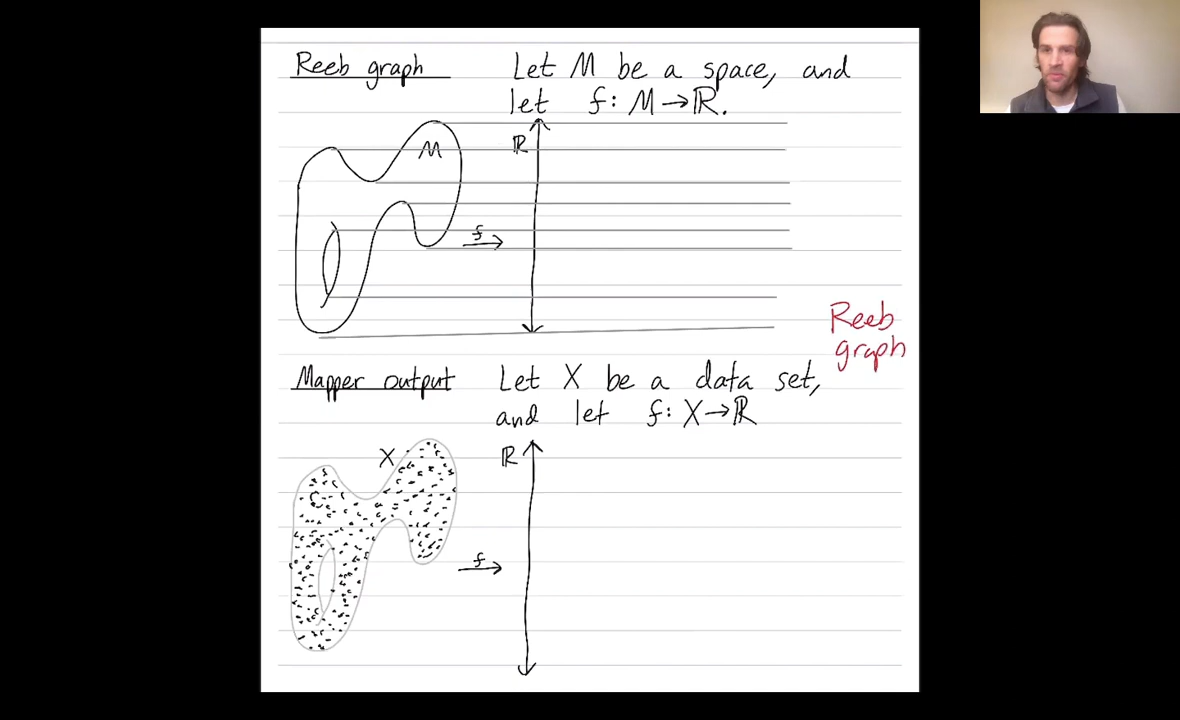 Reeb graph
Let M be a space, and
let f: M→ℝ.
M
ℝ
f
Reeb
graph
Mapper output
Let X be a data set,
and let f: X→ℝ
X
ℝ
f